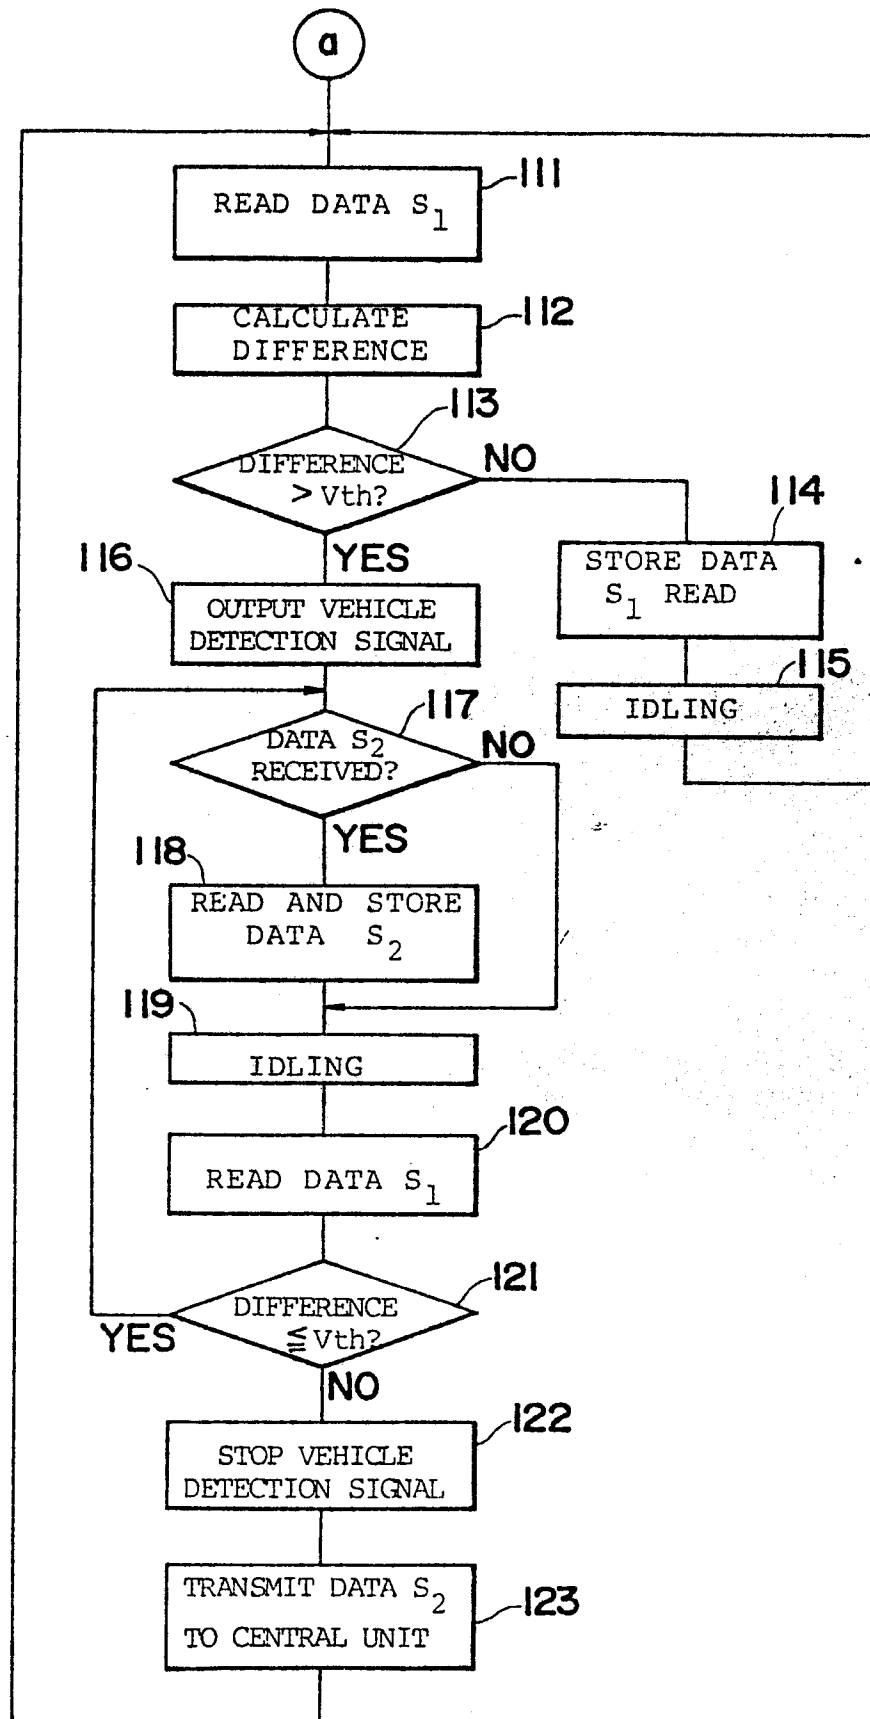 a
111
READ DATA S1
112
CALCULATE
DIFFERENCE
113
DIFFERENCE
> Vth?
NO
YES
114
STORE DATA
S1 READ
115
IDLING
116
OUTPUT VEHICLE
DETECTION SIGNAL
117
DATA S2
RECEIVED?
NO
YES
118
READ AND STORE
DATA S2
119
IDLING
120
READ DATA S1
121
DIFFERENCE
≦ Vth?
YES
NO
122
STOP VEHICLE
DETECTION SIGNAL
123
TRANSMIT DATA S2
TO CENTRAL UNIT